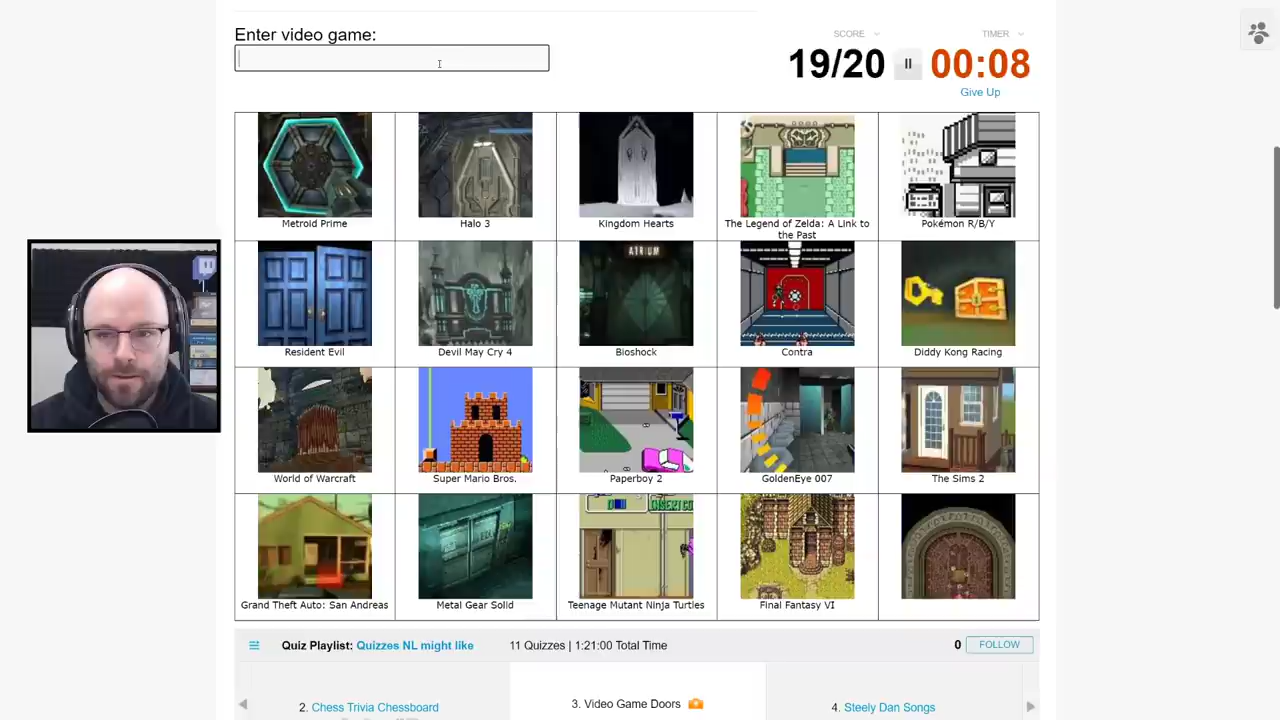 Enter video game:
SCORE
TIMER
19/20
00:08
Give Up
Metroid Prime
Halo 3
Kingdom Hearts
The Legend of Zelda: A Link to
the Past
Pokémon R/B/Y
ATRIUM
Resident Evil
Devil May Cry 4
Bioshock
Contra
Diddy Kong Racing
World of Warcraft
Super Mario Bros.
Paperboy 2
GoldenEye 007
The Sims 2
INSERT CO
Grand Theft Auto: San Andreas
Metal Gear Solid
Teenage Mutant Ninja Turtles
Final Fantasy VI
Quiz Playlist: Quizzes NL might like
11 Quizzes | 1:21:00 Total Time
0
FOLLOW
2. Chess Trivia Chessboard
3. Video Game Doors
4. Steely Dan Songs